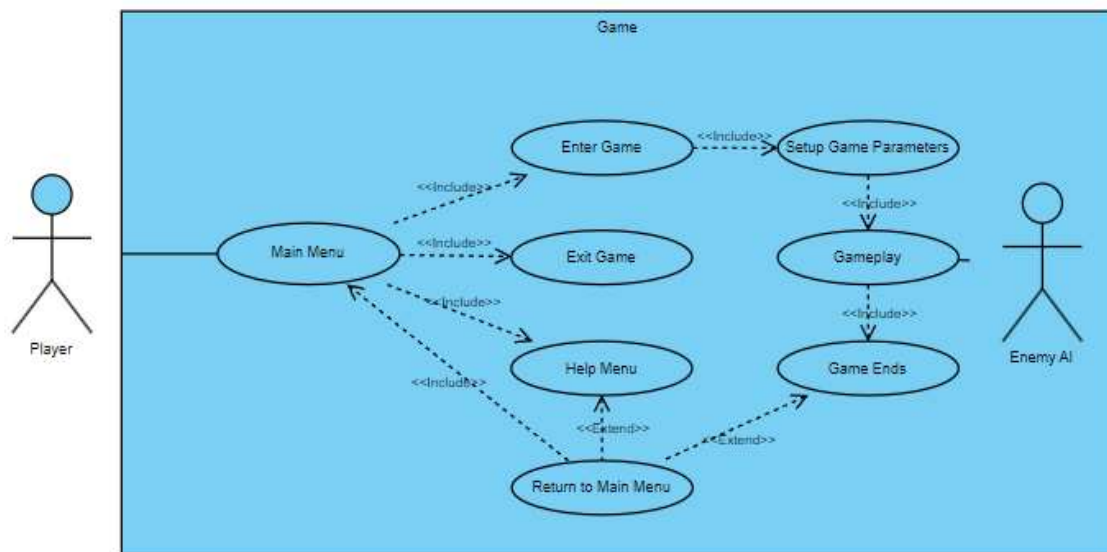 Game
Enter Game
<<Include>>
Setup Game Parameters
<<Include>>
<<Include>>
Main Menu
<<Include>>
Exit Game
Gameplay
<<Include>>
<<Include>>
Player
Help Menu
Game Ends
Enemy AI
<<Include>>
<<Extend>>
<<Extend>>
Return to Main Menu